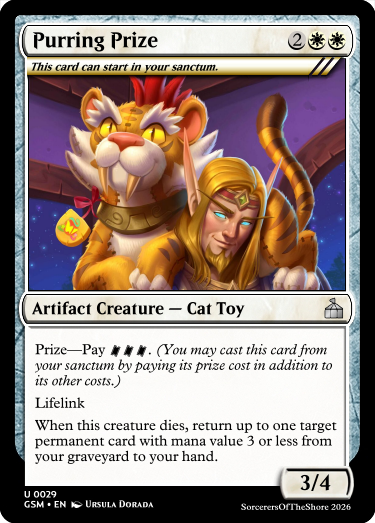 Purring Prize 2
This card can start in your sanctum.
Artifact Creature — Cat Toy
Prize—Pay. (You may cast this card from
your sanctum by paying its prize cost in addition to
its other costs.)
Lifelink
When this creature dies, return up to one target
permanent card with mana value 3 or less from
your graveyard to your hand.
3/4
U 0029
GSM • EN Ursula Dorada
SorcerersOfTheShore 2026